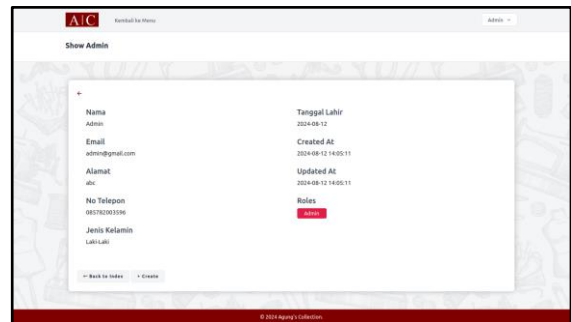 A|C
Kembali ke Menu
Admin
Show Admin
←
Nama
Admin
Tanggal Lahir
2024-08-12
Email
admin@gmail.com
Created At
2024-08-12 14:05:11
Alamat
abc
Updated At
2024-08-12 14:05:11
No Telepon
085782003596
Roles
Admin
Jenis Kelamin
Laki-Laki
← Back to Index
+ Create
© 2024 Agung's Collection.